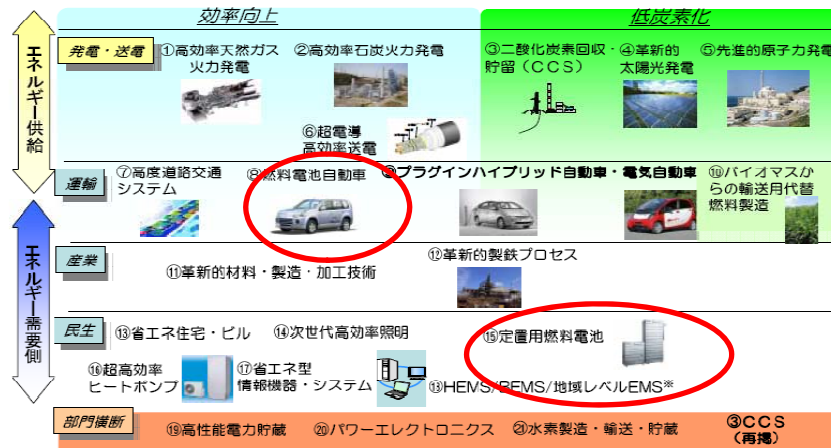 効率向上
低炭素化
エネルギー供給
発電・送電
①高効率天然ガス
火力発電
②高効率石炭火力発電
③二酸化炭素回収・
貯留（ＣＣＳ）
④革新的
太陽光発電
⑤先進的原子力発電
⑥超電導
高効率送電
運輸
⑦高度道路交通
システム
⑧燃料電池自動車
⑨プラグインハイブリッド自動車・電気自動車
⑩バイオマスか
らの輸送用代替
燃料製造
エネルギー需要側
産業
⑪革新的材料・製造・加工技術
⑫革新的製鉄プロセス
民生
⑬省エネ住宅・ビル
⑭次世代高効率照明
⑮定置用燃料電池
⑯超高効率
ヒートポンプ
⑰省エネ型
情報機器・システム
⑱HEMS/BEMS/地域レベルEMS※
部門横断
⑲高性能電力貯蔵
⑳パワーエレクトロニクス
㉑水素製造・輸送・貯蔵
③ＣＣＳ
（再掲）